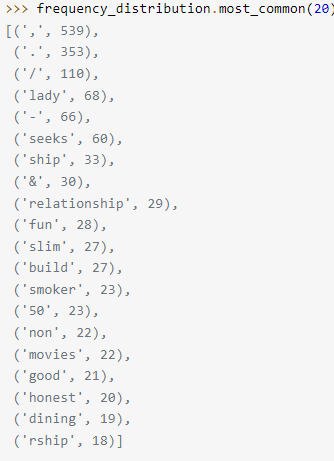 >>> frequency_distribution.most_common(20)
[(',', 539),
('.', 353),
('/', 110),
('lady', 68),
('-', 66),
('seeks', 60),
('ship', 33),
('&', 30),
('relationship', 29),
('fun', 28),
('slim', 27),
('build', 27),
('smoker', 23),
('50', 23),
('non', 22),
('movies', 22),
('good', 21),
('honest', 20),
('dining', 19),
('rship', 18)]